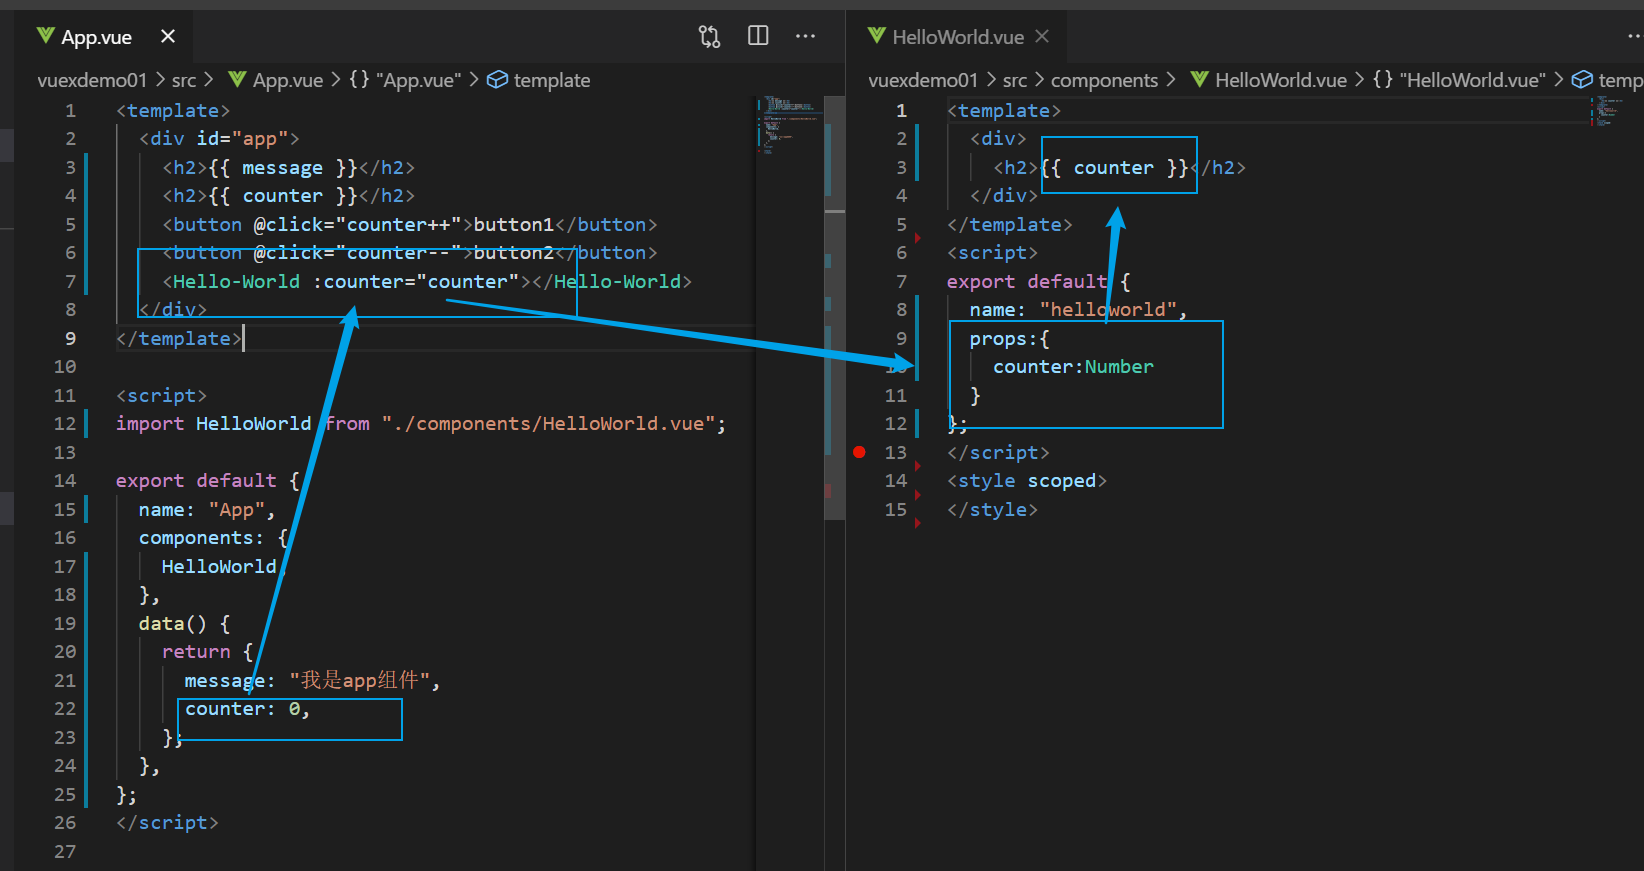 App.vue
vuexdemo01 > src > App.vue > {} "App.vue" > template
1 <template>
2 <div id="app">
3 <h2>{{ message }}</h2>
4 <h2>{{ counter }}</h2>
5 <button @click="counter++">button1</button>
6 <button @click="counter--">button2</button>
7 <Hello-World :counter="counter"></Hello-World>
8 </div>
9 </template>
10
11 <script>
12 import HelloWorld from "./components/HelloWorld.vue";
13
14 export default {
15 name: "App",
16 components: {
17 HelloWorld,
18 },
19 data() {
20 return {
21 message: "我是app组件",
22 counter: 0,
23 };
24 },
25 };
26 </script>
27
HelloWorld.vue
vuexdemo01 > src > components > HelloWorld.vue > {} "HelloWorld.vue" > temp
1 <template>
2 <div>
3 <h2>{{ counter }}</h2>
4 </div>
5 </template>
6 <script>
7 export default {
8 name: "helloworld",
9 props:{
10 counter:Number
11 }
12 };
13 </script>
14 <style scoped>
15 </style>